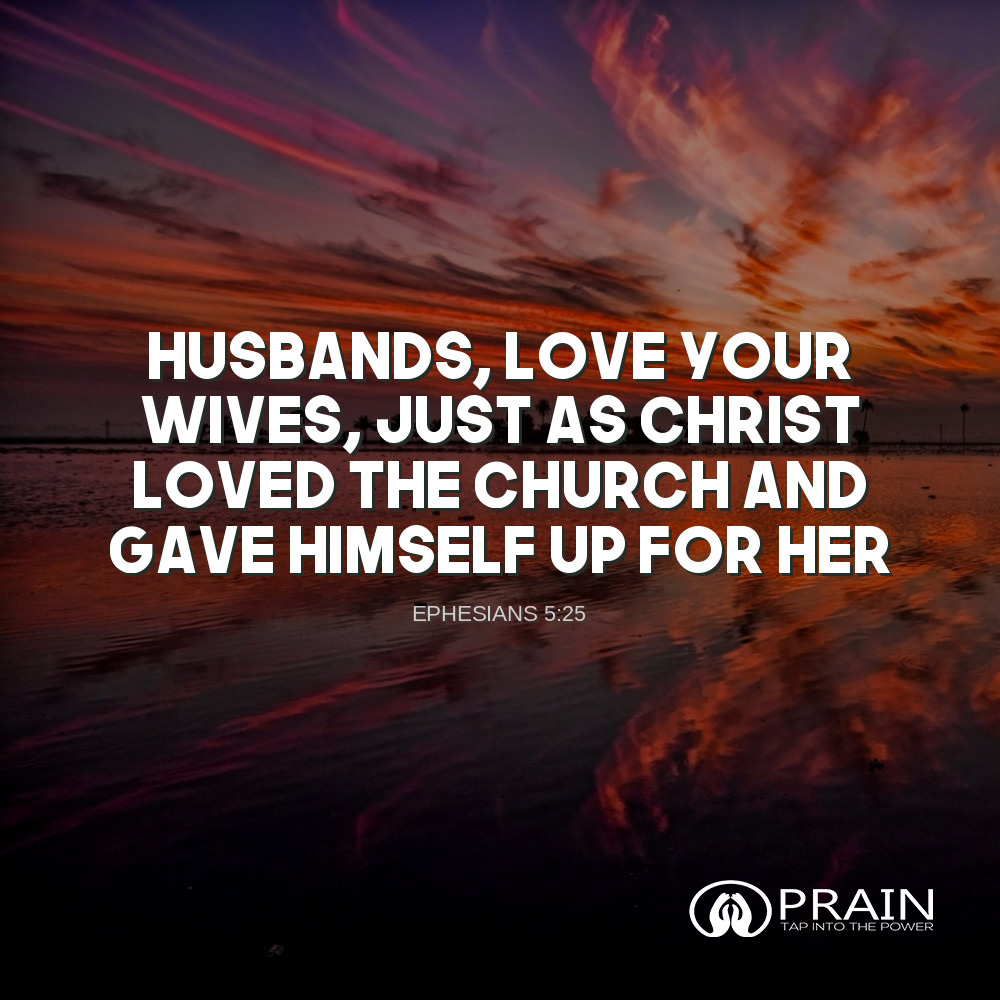 HUSBANDS, LOVE YOUR
WIVES, JUST AS CHRIST
LOVED THE CHURCH AND
GAVE HIMSELF UP FOR HER
EPHESIANS 5:25
PRAIN
TAP INTO THE POWER